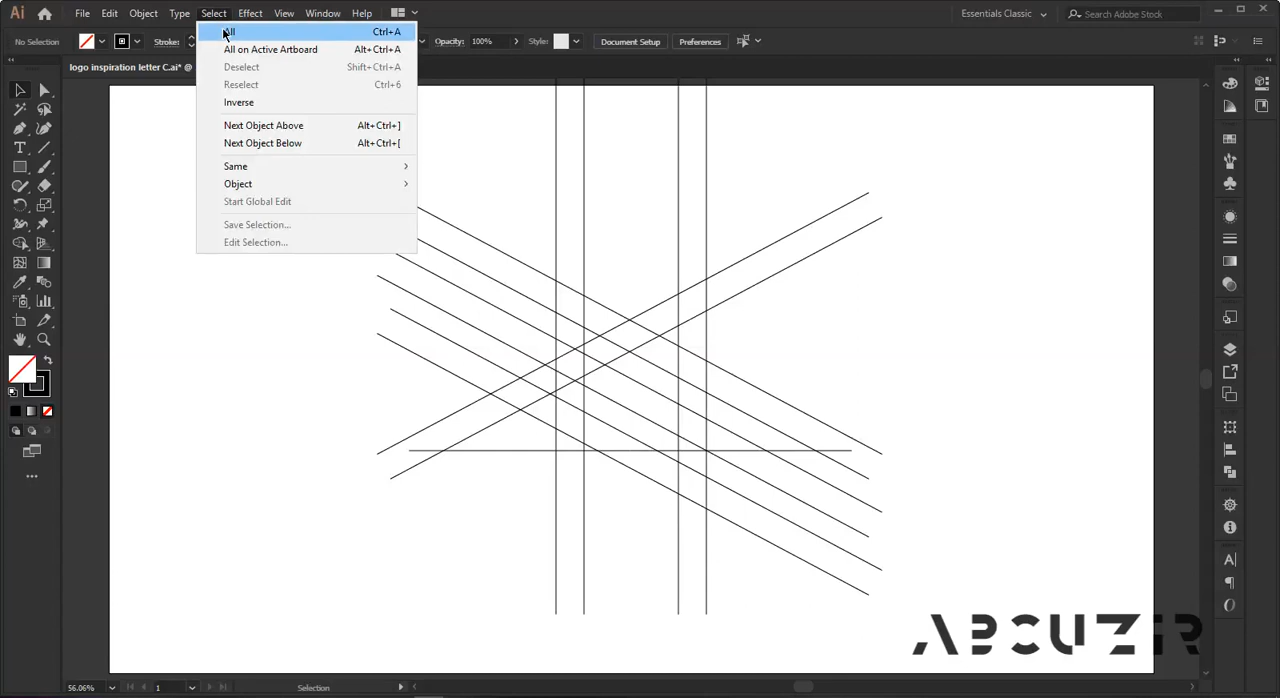 Ai File Edit Object Type Select Effect View Window Help Essentials Classic Search Adobe Stock
No Selection Stroke: Opacity: 100% Style: Document Setup Preferences
logo inspiration letter C.ai* @
All Ctrl+A
All on Active Artboard Alt+Ctrl+A
Deselect Shift+Ctrl+A
Reselect Ctrl+6
Inverse
Next Object Above Alt+Ctrl+]
Next Object Below Alt+Ctrl+[
Same
Object
Start Global Edit
Save Selection...
Edit Selection...
ABCUZIR
56.06% 1 Selection